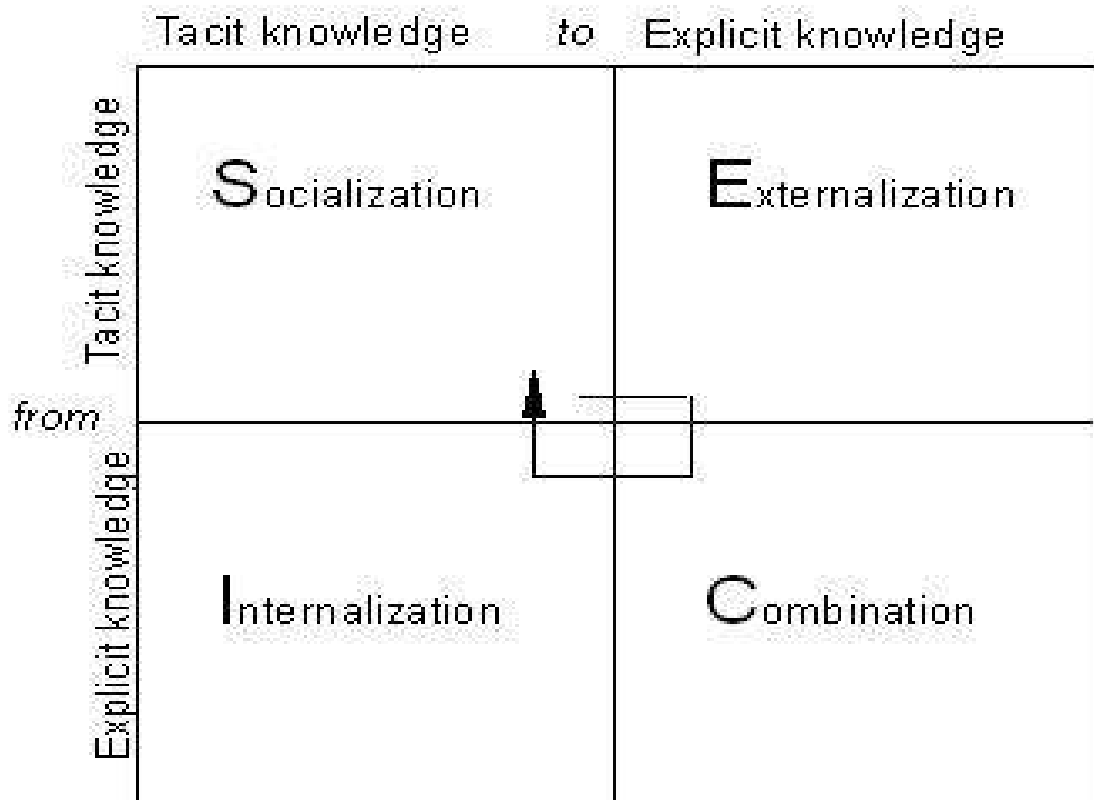 Tacit knowledge to Explicit knowledge
Tacit knowledge
Socialization Externalization
from
Explicit knowledge
Internalization Combination